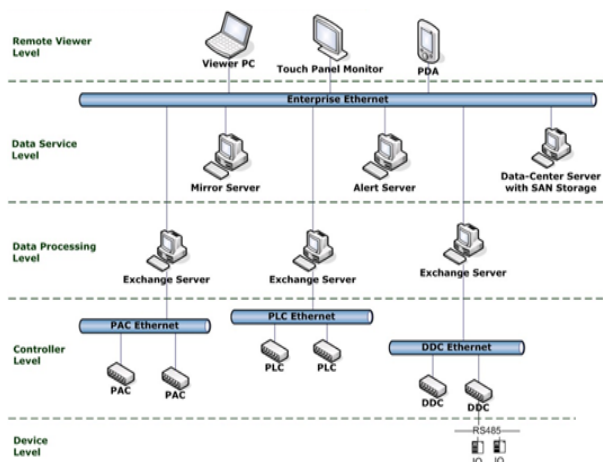 Remote Viewer
Level
Viewer PC
Touch Panel Monitor
PDA
Enterprise Ethernet
Data Service
Level
Mirror Server
Alert Server
Data-Center Server
with SAN Storage
Data Processing
Level
Exchange Server
Exchange Server
Exchange Server
PAC Ethernet
PLC Ethernet
DDC Ethernet
Controller
Level
PAC
PAC
PLC
PLC
DDC
DDC
Device
Level
RS485
IO
IO